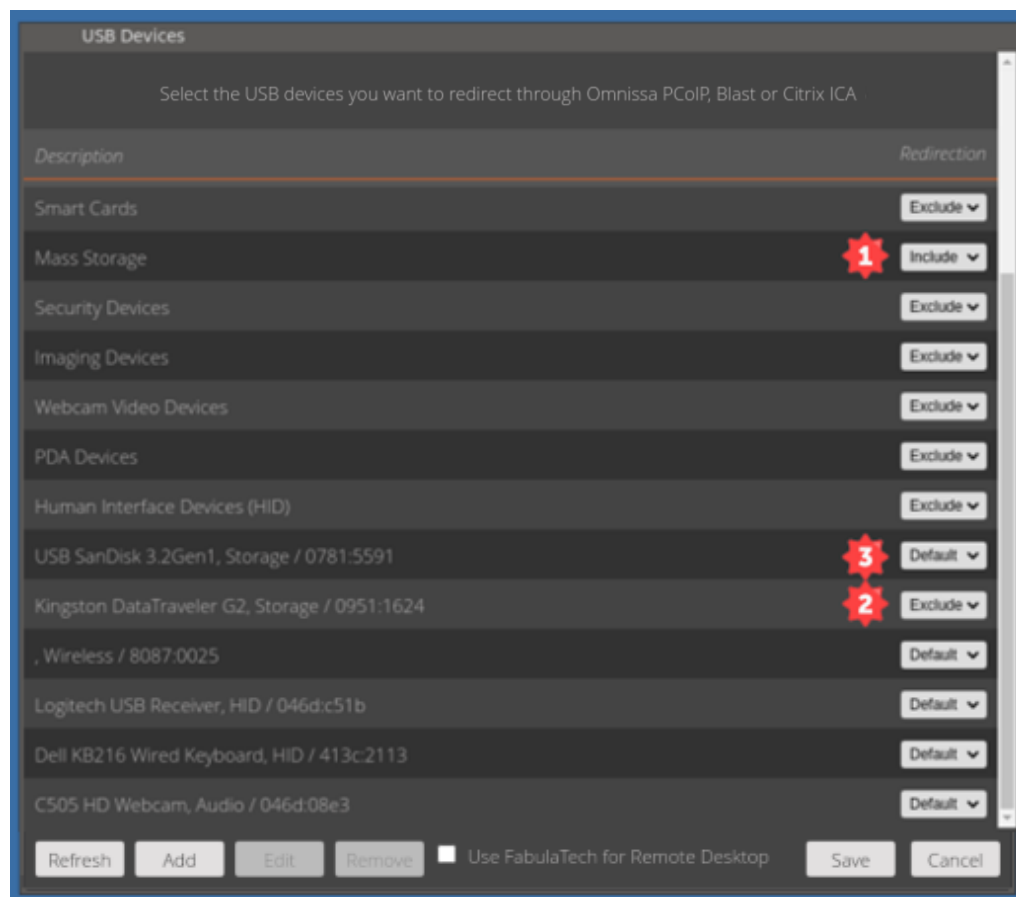 USB Devices
Select the USB devices you want to redirect through Omnissa PCoIP, Blast or Citrix ICA
Description Redirection
Smart Cards Exclude
Mass Storage 1 Include
Security Devices Exclude
Imaging Devices Exclude
Webcam Video Devices Exclude
PDA Devices Exclude
Human Interface Devices (HID) Exclude
USB SanDisk 3.2Gen1, Storage / 0781:5591 3 Default
Kingston DataTraveler G2, Storage / 0951:1624 2 Exclude
, Wireless / 8087:0025 Default
Logitech USB Receiver, HID / 046d:c51b Default
Dell KB216 Wired Keyboard, HID / 413c:2113 Default
C505 HD Webcam, Audio / 046d:08e3 Default
Refresh Add Edit Remove Use FabulaTech for Remote Desktop Save Cancel